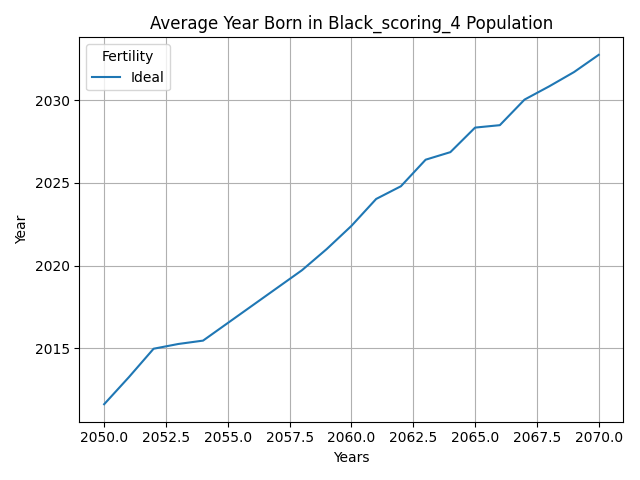 Average Year Born in Black_scoring_4 Population
Fertility
Ideal
Year
2030
2025
2020
2015
2050.0 2052.5 2055.0 2057.5 2060.0 2062.5 2065.0 2067.5 2070.0
Years